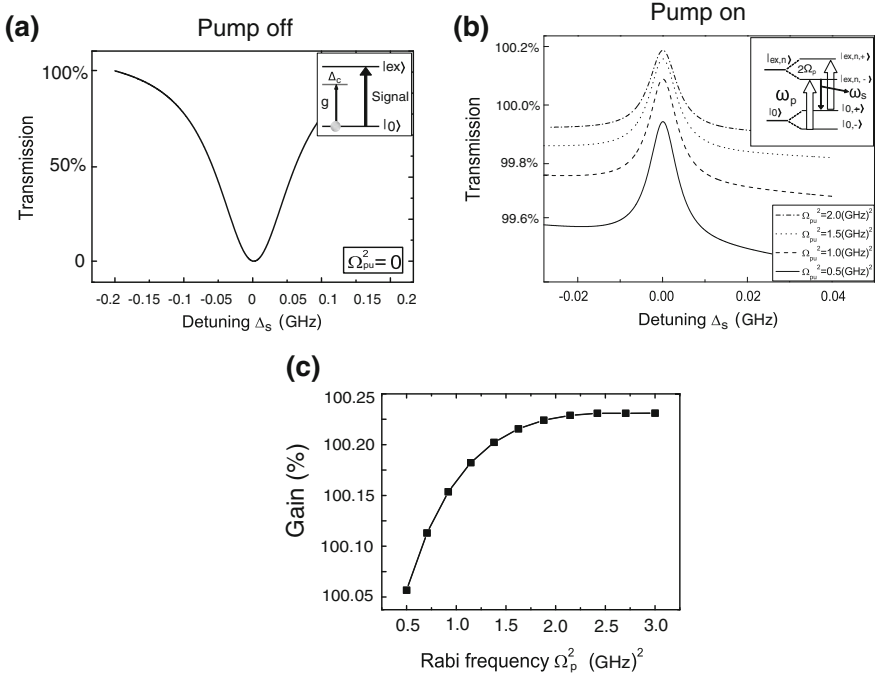 (a)
Pump off
Transmission
100%
50%
0
-0.2
-0.15
-0.1
-0.05
0
0.05
0.1
0.15
0.2
Detuning Δs (GHz)
|ex⟩
Δc
g
Signal
|0⟩
Ω²pu=0
(b)
Pump on
Transmission
100.2%
100.0%
99.8%
99.6%
-0.02
0.00
0.02
0.04
Detuning Δs (GHz)
|ex,n⟩
2Ωp
|ex,n,+⟩
|ex,n,-⟩
ωp
ωs
|0⟩
|0,+⟩
|0,-⟩
Ωpu²=2.0(GHz)²
Ωpu²=1.5(GHz)²
Ωpu²=1.0(GHz)²
Ωpu²=0.5(GHz)²
(c)
Gain (%)
100.25
100.20
100.15
100.10
100.05
0.5
1.0
1.5
2.0
2.5
3.0
Rabi frequency Ω²p (GHz)²